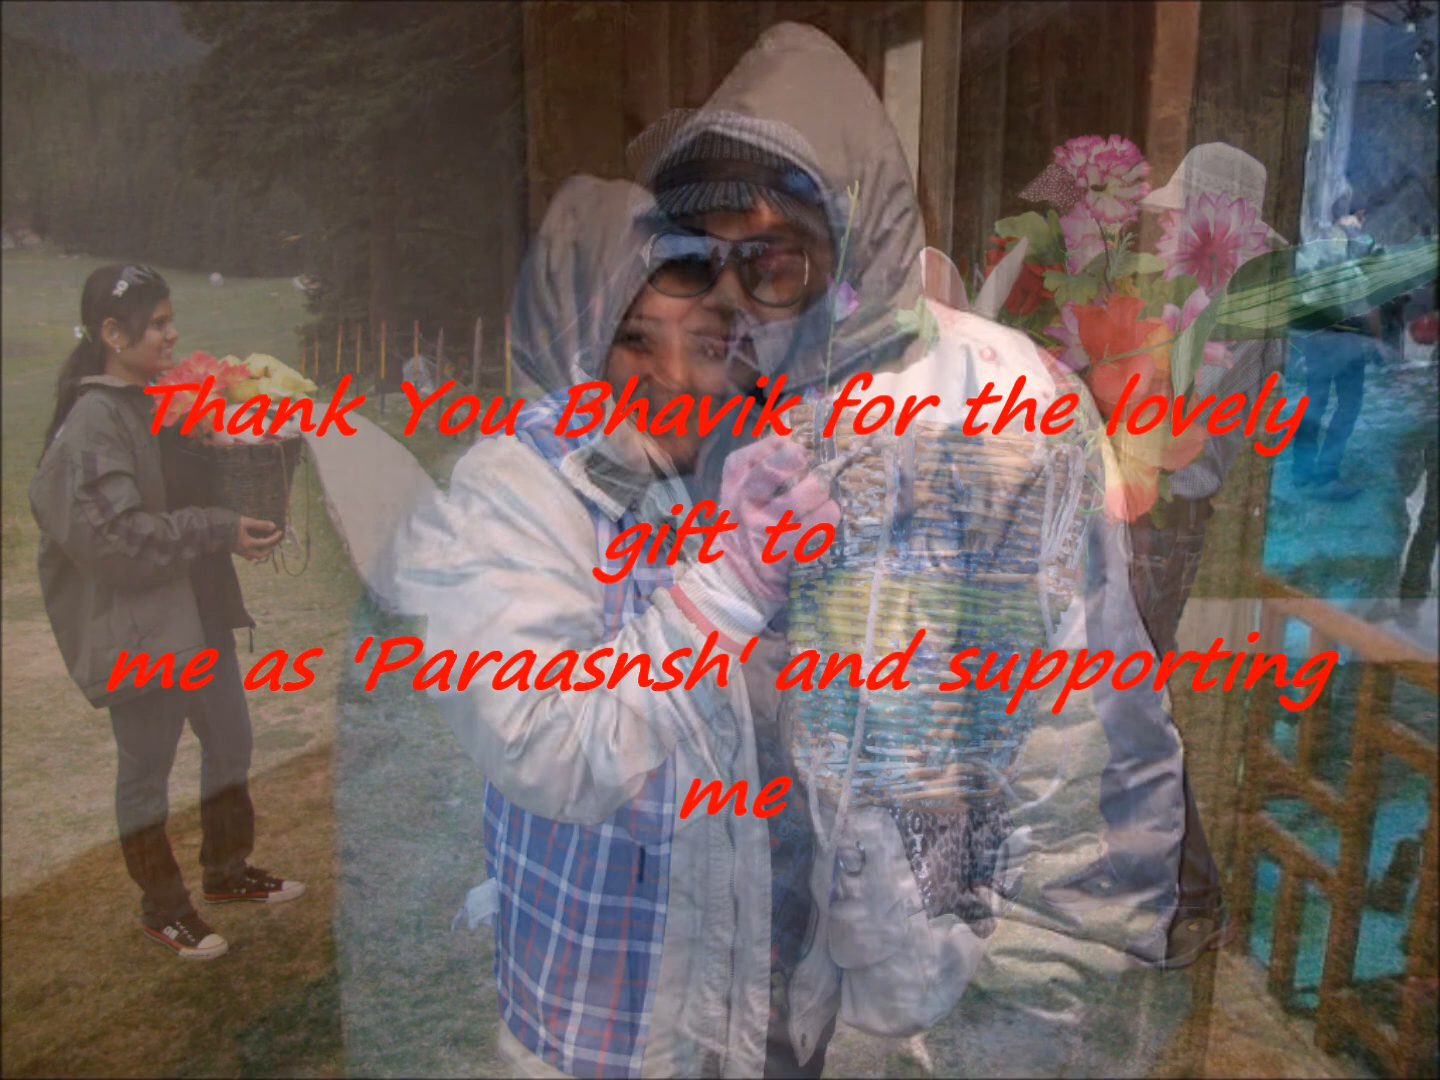 Thank You Bhavik for the lovely
gift to
me as 'Paraasnsh' and supporting
me